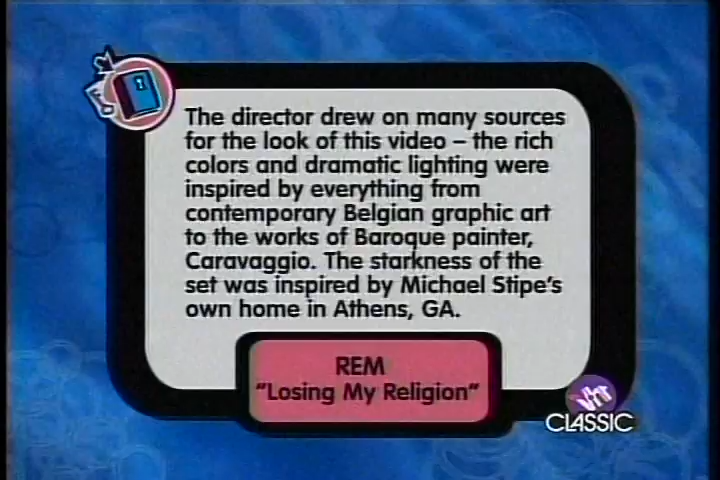 The director drew on many sources
for the look of this video – the rich
colors and dramatic lighting were
inspired by everything from
contemporary Belgian graphic art
to the works of Baroque painter,
Caravaggio. The starkness of the
set was inspired by Michael Stipe's
own home in Athens, GA.
REM
"Losing My Religion"
VH1
CLASSIC